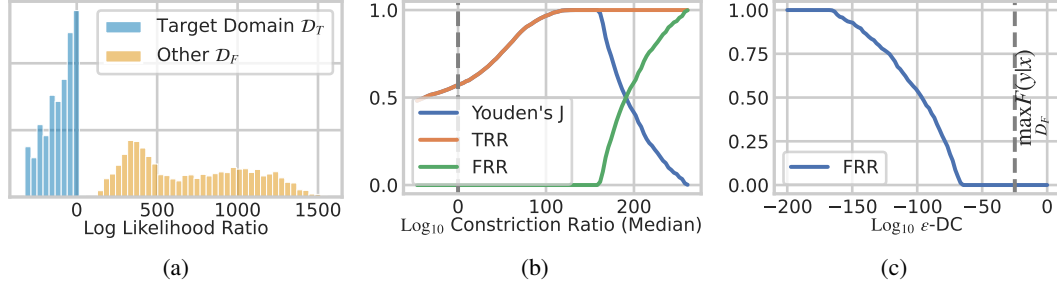 Target Domain 𝒟_T
Other 𝒟_F
0 500 1000 1500
Log Likelihood Ratio
(a)
1.0
0.5
0.0
Youden's J
TRR
FRR
0 100 200
Log₁₀ Constriction Ratio (Median)
(b)
1.00
0.75
0.50
0.25
0.00
FRR
max F(y|x)
D_F
−200 −150 −100 −50 0
Log₁₀ ε-DC
(c)